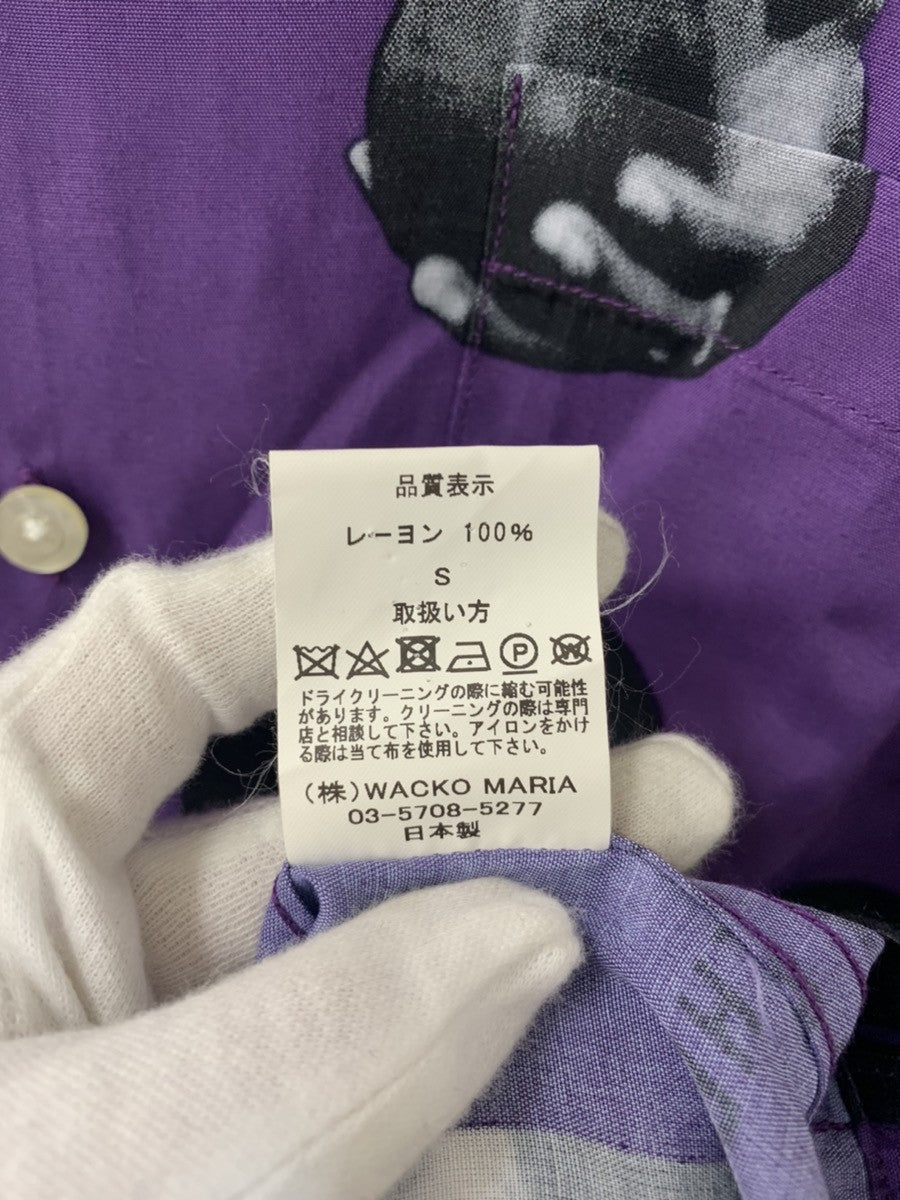 品質表示
レーヨン 100%
S
取扱い方
P
W
ドライクリーニングの際に縮む可能性
があります。クリーニングの際は専門
店と相談して下さい。アイロンをかけ
る際は当て布を使用して下さい。
(株)WACKO MARIA
03-5708-5277
日本製